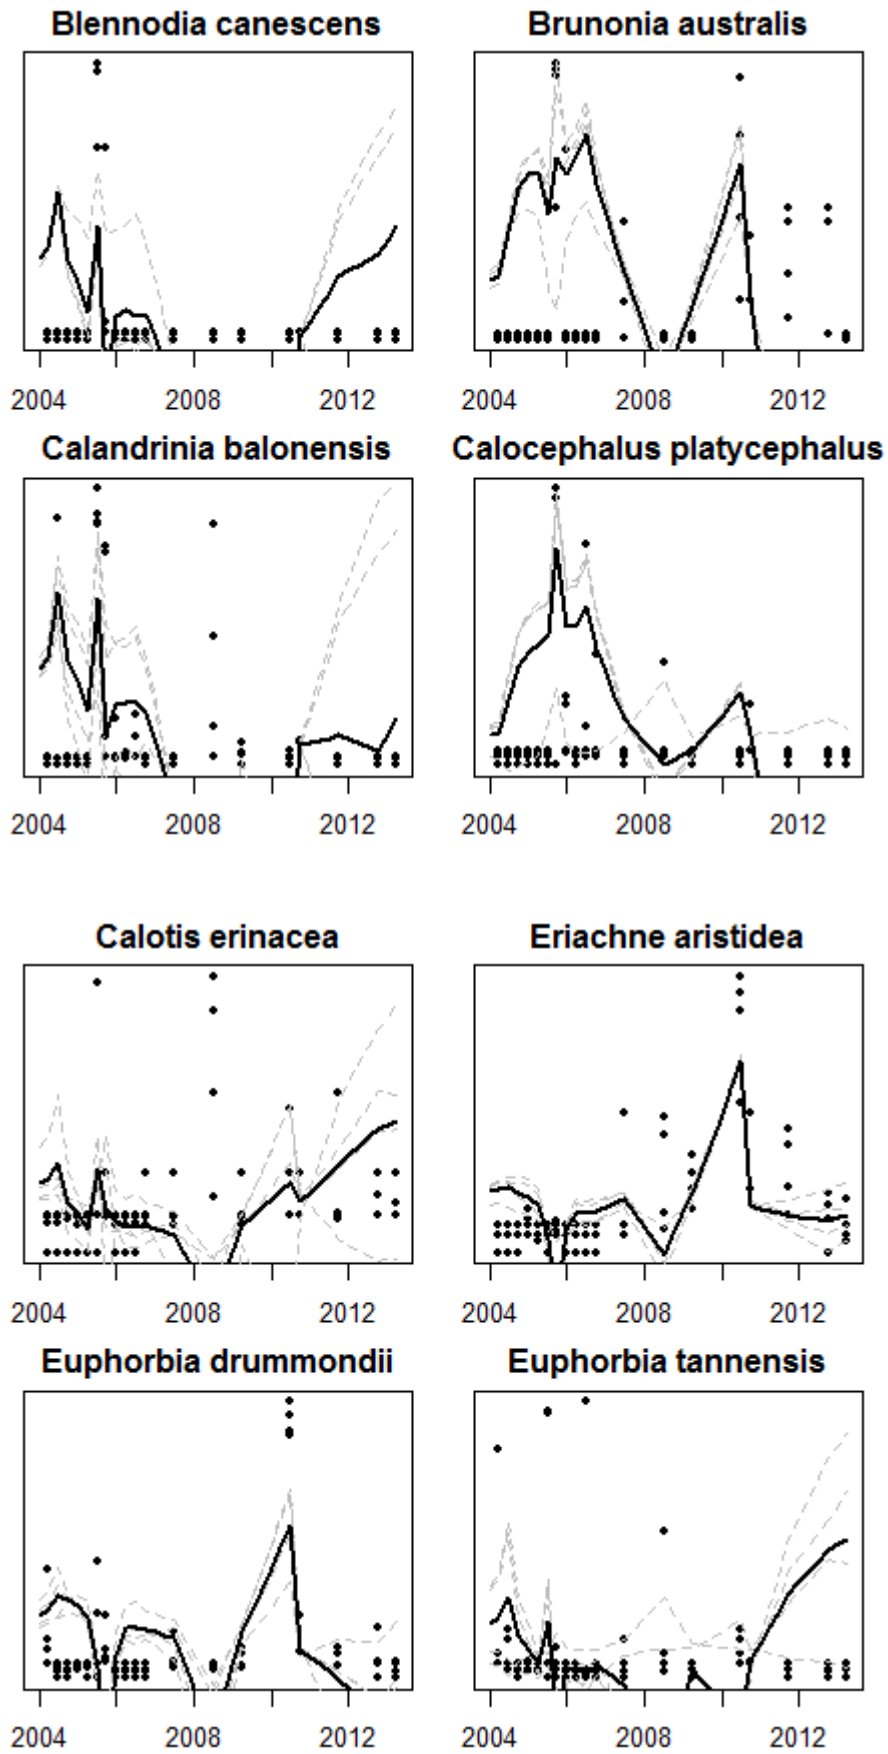 Blennodia canescens
Brunonia australis
2004 2008 2012
2004 2008 2012
Calandrinia balonensis
Calocephalus platycephalus
2004 2008 2012
2004 2008 2012
Calotis erinacea
Eriachne aristidea
2004 2008 2012
2004 2008 2012
Euphorbia drummondii
Euphorbia tannensis
2004 2008 2012
2004 2008 2012